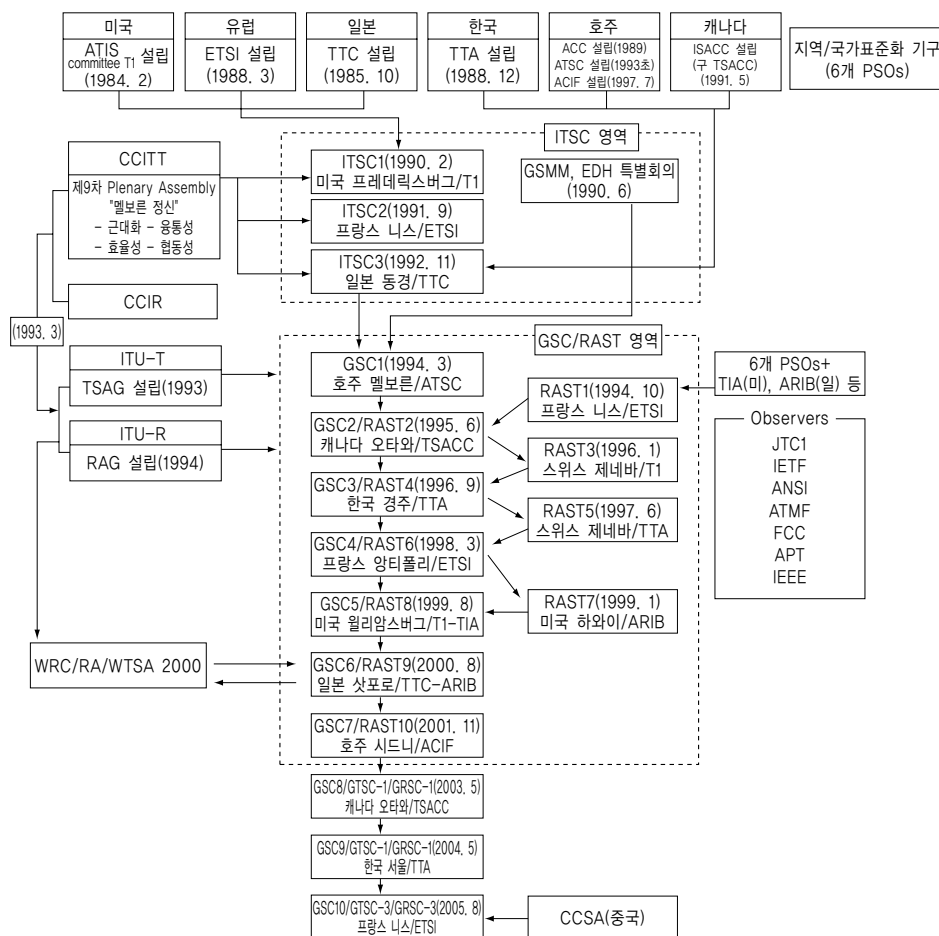 미국
ATIS
committee T1 설립
(1984. 2)
유럽
ETSI 설립
(1988. 3)
일본
TTC 설립
(1985. 10)
한국
TTA 설립
(1988. 12)
호주
ACC 설립(1989)
ATSC 설립(1993초)
ACIF 설립(1997. 7)
캐나다
ISACC 설립
(구 TSACC)
(1991. 5)
지역/국가표준화 기구
(6개 PSOs)
ITSC 영역
CCITT
제9차 Plenary Assembly
"멜보른 정신"
- 근대화 - 융통성
- 효율성 - 협동성
ITSC1(1990. 2)
미국 프레데릭스버그/T1
GSMM, EDH 특별회의
(1990. 6)
ITSC2(1991. 9)
프랑스 니스/ETSI
ITSC3(1992. 11)
일본 동경/TTC
CCIR
(1993. 3)
GSC/RAST 영역
ITU-T
TSAG 설립(1993)
ITU-R
RAG 설립(1994)
GSC1(1994. 3)
호주 멜보른/ATSC
RAST1(1994. 10)
프랑스 니스/ETSI
6개 PSOs+
TIA(미), ARIB(일) 등
GSC2/RAST2(1995. 6)
캐나다 오타와/TSACC
RAST3(1996. 1)
스위스 제네바/T1
GSC3/RAST4(1996. 9)
한국 경주/TTA
RAST5(1997. 6)
스위스 제네바/TTA
GSC4/RAST6(1998. 3)
프랑스 앙티폴리/ETSI
GSC5/RAST8(1999. 8)
미국 윌리암스버그/T1-TIA
RAST7(1999. 1)
미국 하와이/ARIB
Observers
JTC1
IETF
ANSI
ATMF
FCC
APT
IEEE
WRC/RA/WTSA 2000
GSC6/RAST9(2000. 8)
일본 삿포로/TTC-ARIB
GSC7/RAST10(2001. 11)
호주 시드니/ACIF
GSC8/GTSC-1/GRSC-1(2003. 5)
캐나다 오타와/TSACC
GSC9/GTSC-1/GRSC-1(2004. 5)
한국 서울/TTA
GSC10/GTSC-3/GRSC-3(2005. 8)
프랑스 니스/ETSI
CCSA(중국)